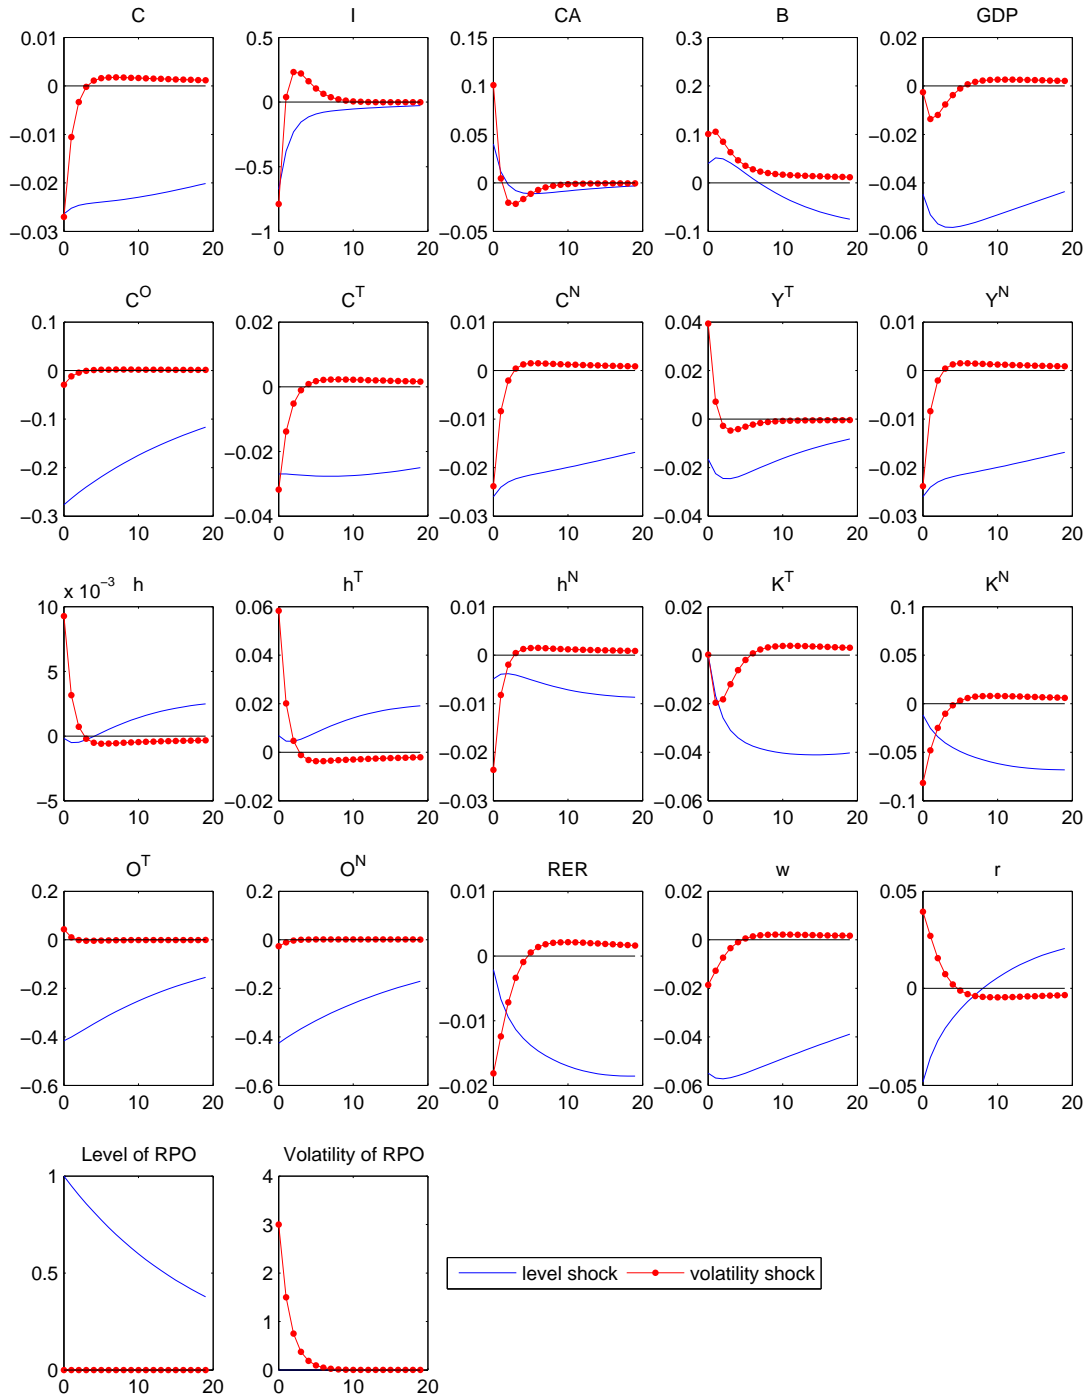 C I CA B GDP
0.01 0.5 0.15 0.3 0.02
0 0 0.10 0.2 0
−0.01 −0.5 0.05 0.1 −0.02
−0.02 −1 0 0 −0.04
−0.03 −0.05 −0.1 −0.06
0 10 20 0 10 20 0 10 20 0 10 20 0 10 20
C^O C^T C^N Y^T Y^N
0.1 0.02 0.01 0.04 0.01
0 0 0 0.02 0
−0.1 −0.02 −0.01 0 −0.01
−0.2 −0.04 −0.02 −0.02 −0.02
−0.3 −0.03 −0.04 −0.03
0 10 20 0 10 20 0 10 20 0 10 20 0 10 20
x 10^−3 h h^T h^N K^T K^N
10 0.06 0.01 0.02 0.1
5 0.04 0 0 0.05
0 0.02 −0.01 −0.02 0
−5 0 −0.02 −0.04 −0.05
−0.02 −0.03 −0.06 −0.1
0 10 20 0 10 20 0 10 20 0 10 20 0 10 20
O^T O^N RER w r
0.2 0.2 0.01 0.02 0.05
0 0 0 0 0
−0.2 −0.2 −0.01 −0.02 −0.05
−0.4 −0.4 −0.02 −0.04
−0.6 −0.6 −0.06
0 10 20 0 10 20 0 10 20 0 10 20 0 10 20
Level of RPO Volatility of RPO
1 4
0.5 3
0 2
1
0
level shock volatility shock
0 10 20 0 10 20